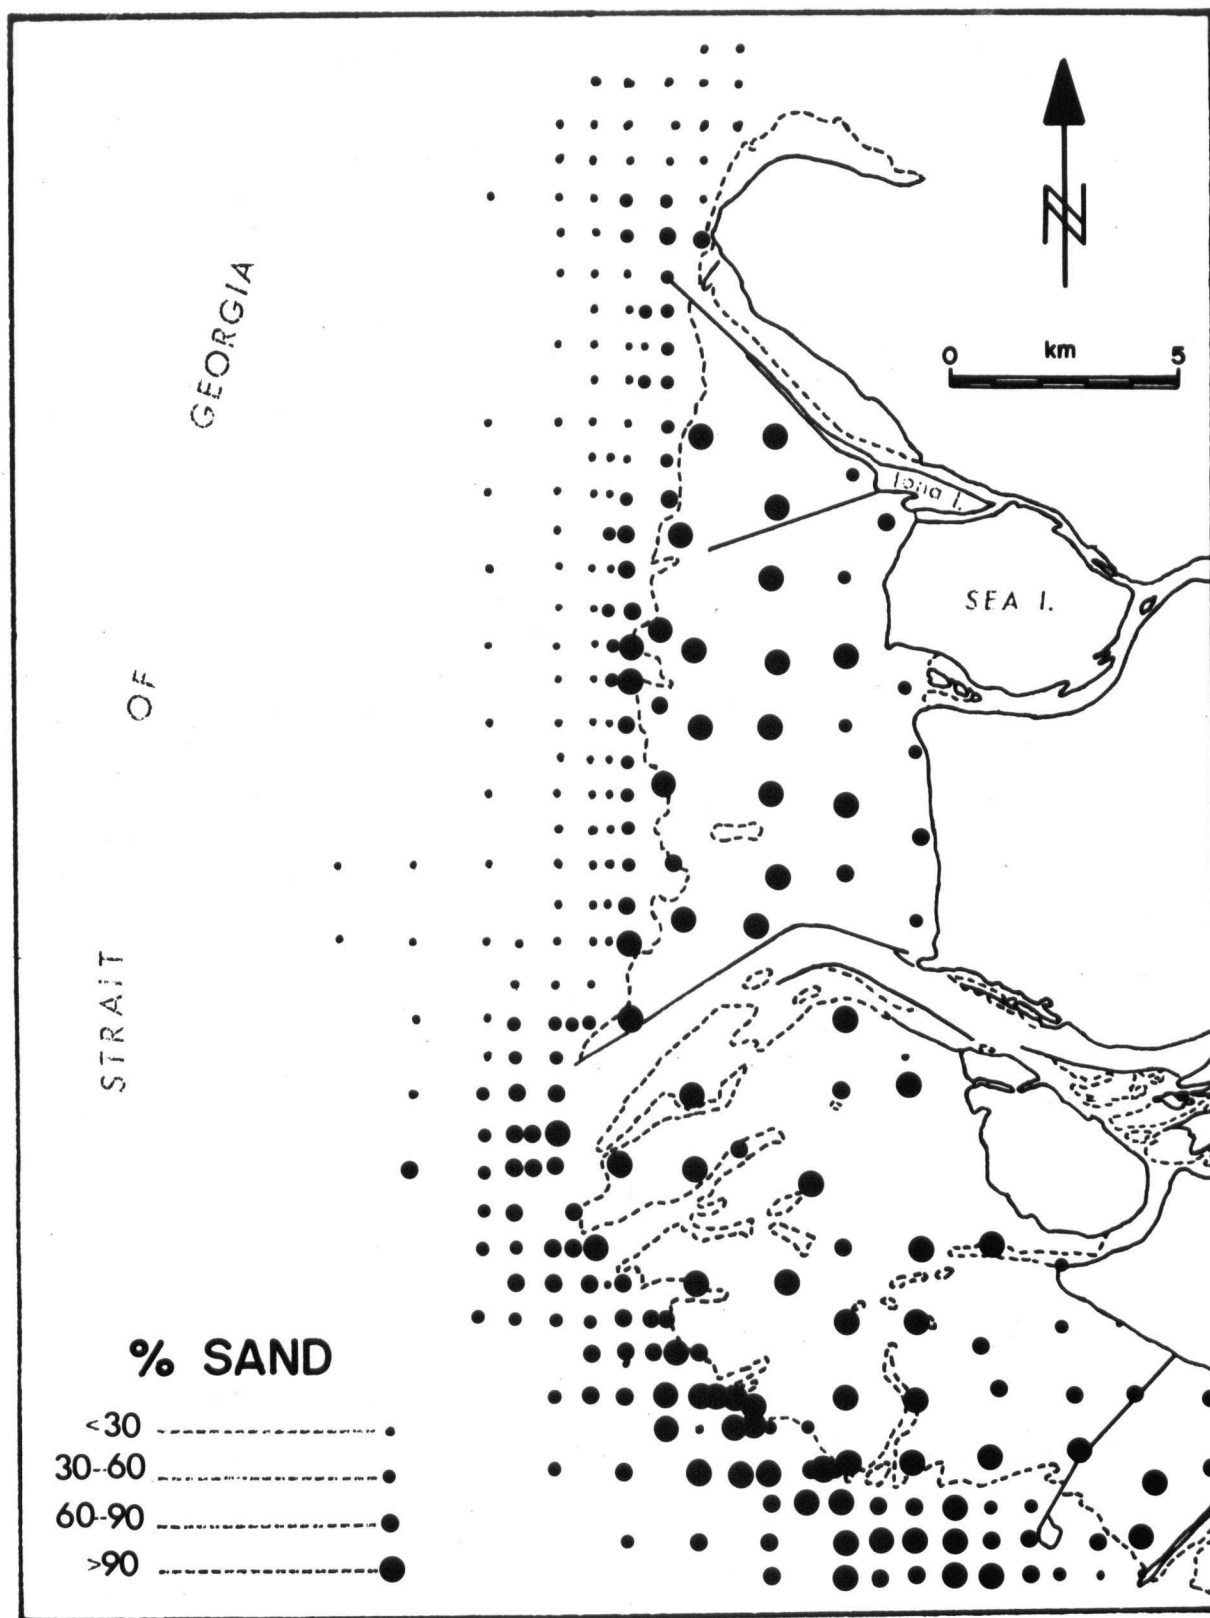 N
0 km 5
GEORGIA
Iona I.
SEA I.
OF
STRAIT
% SAND
<30
30-60
60-90
>90